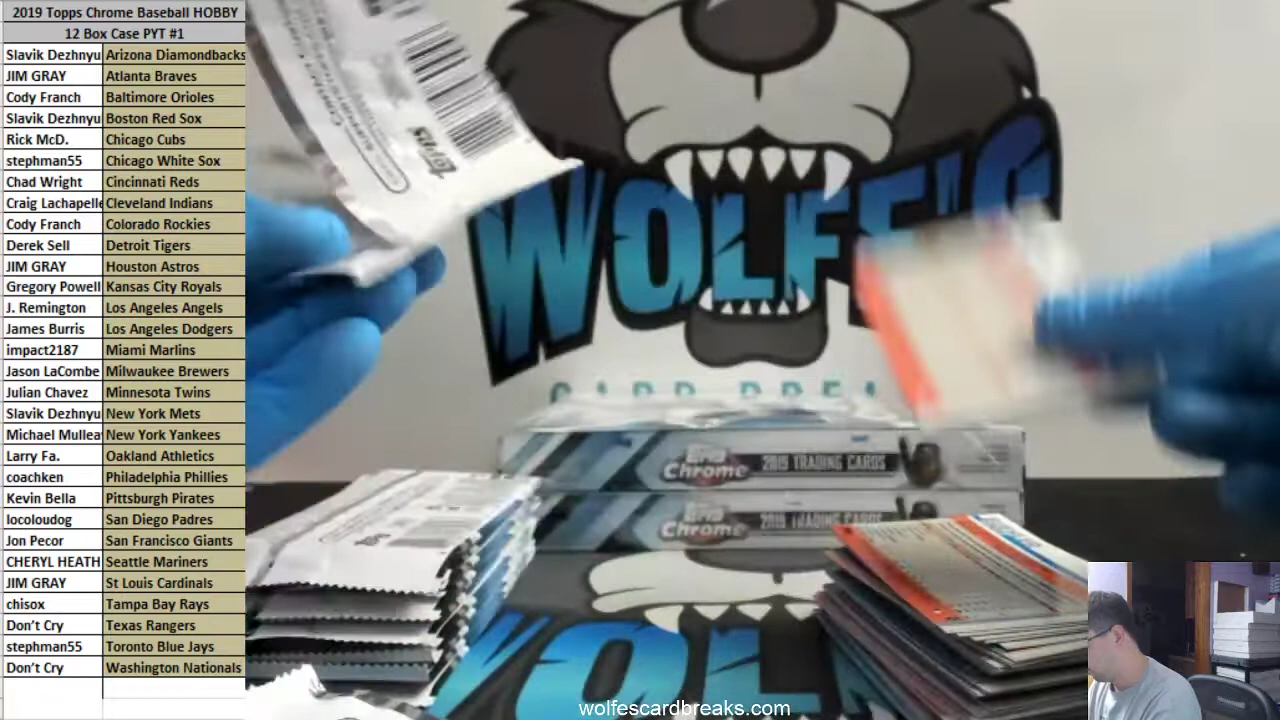 2019 Topps Chrome Baseball HOBBY
12 Box Case PYT #1
Slavik Dezhnyu Arizona Diamondbacks
JIM GRAY Atlanta Braves
Cody Franch Baltimore Orioles
Slavik Dezhnyu Boston Red Sox
Rick McD. Chicago Cubs
stephman55 Chicago White Sox
Chad Wright Cincinnati Reds
Craig Lachapelle Cleveland Indians
Cody Franch Colorado Rockies
Derek Sell Detroit Tigers
JIM GRAY Houston Astros
Gregory Powell Kansas City Royals
J. Remington Los Angeles Angels
James Burris Los Angeles Dodgers
impact2187 Miami Marlins
Jason LaCombe Milwaukee Brewers
Julian Chavez Minnesota Twins
Slavik Dezhnyu New York Mets
Michael Mullea New York Yankees
Larry Fa. Oakland Athletics
coachken Philadelphia Phillies
Kevin Bella Pittsburgh Pirates
locoloudog San Diego Padres
Jon Pecor San Francisco Giants
CHERYL HEATH Seattle Mariners
JIM GRAY St Louis Cardinals
chisox Tampa Bay Rays
Don't Cry Texas Rangers
stephman55 Toronto Blue Jays
Don't Cry Washington Nationals
Topps
WOLFE'S
CARD BREA
Topps Chrome 2019 TRADING CARDS
Topps Chrome 2019 TRADING CARDS
WOLF
wolfescardbreaks.com